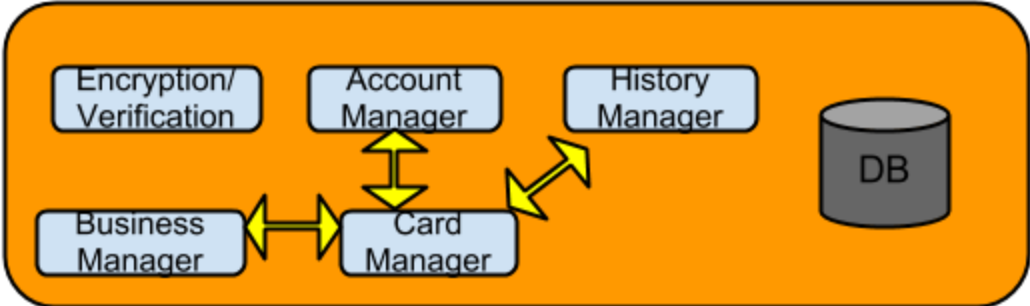 Encryption/
Verification
Account
Manager
History
Manager
DB
Business
Manager
Card
Manager